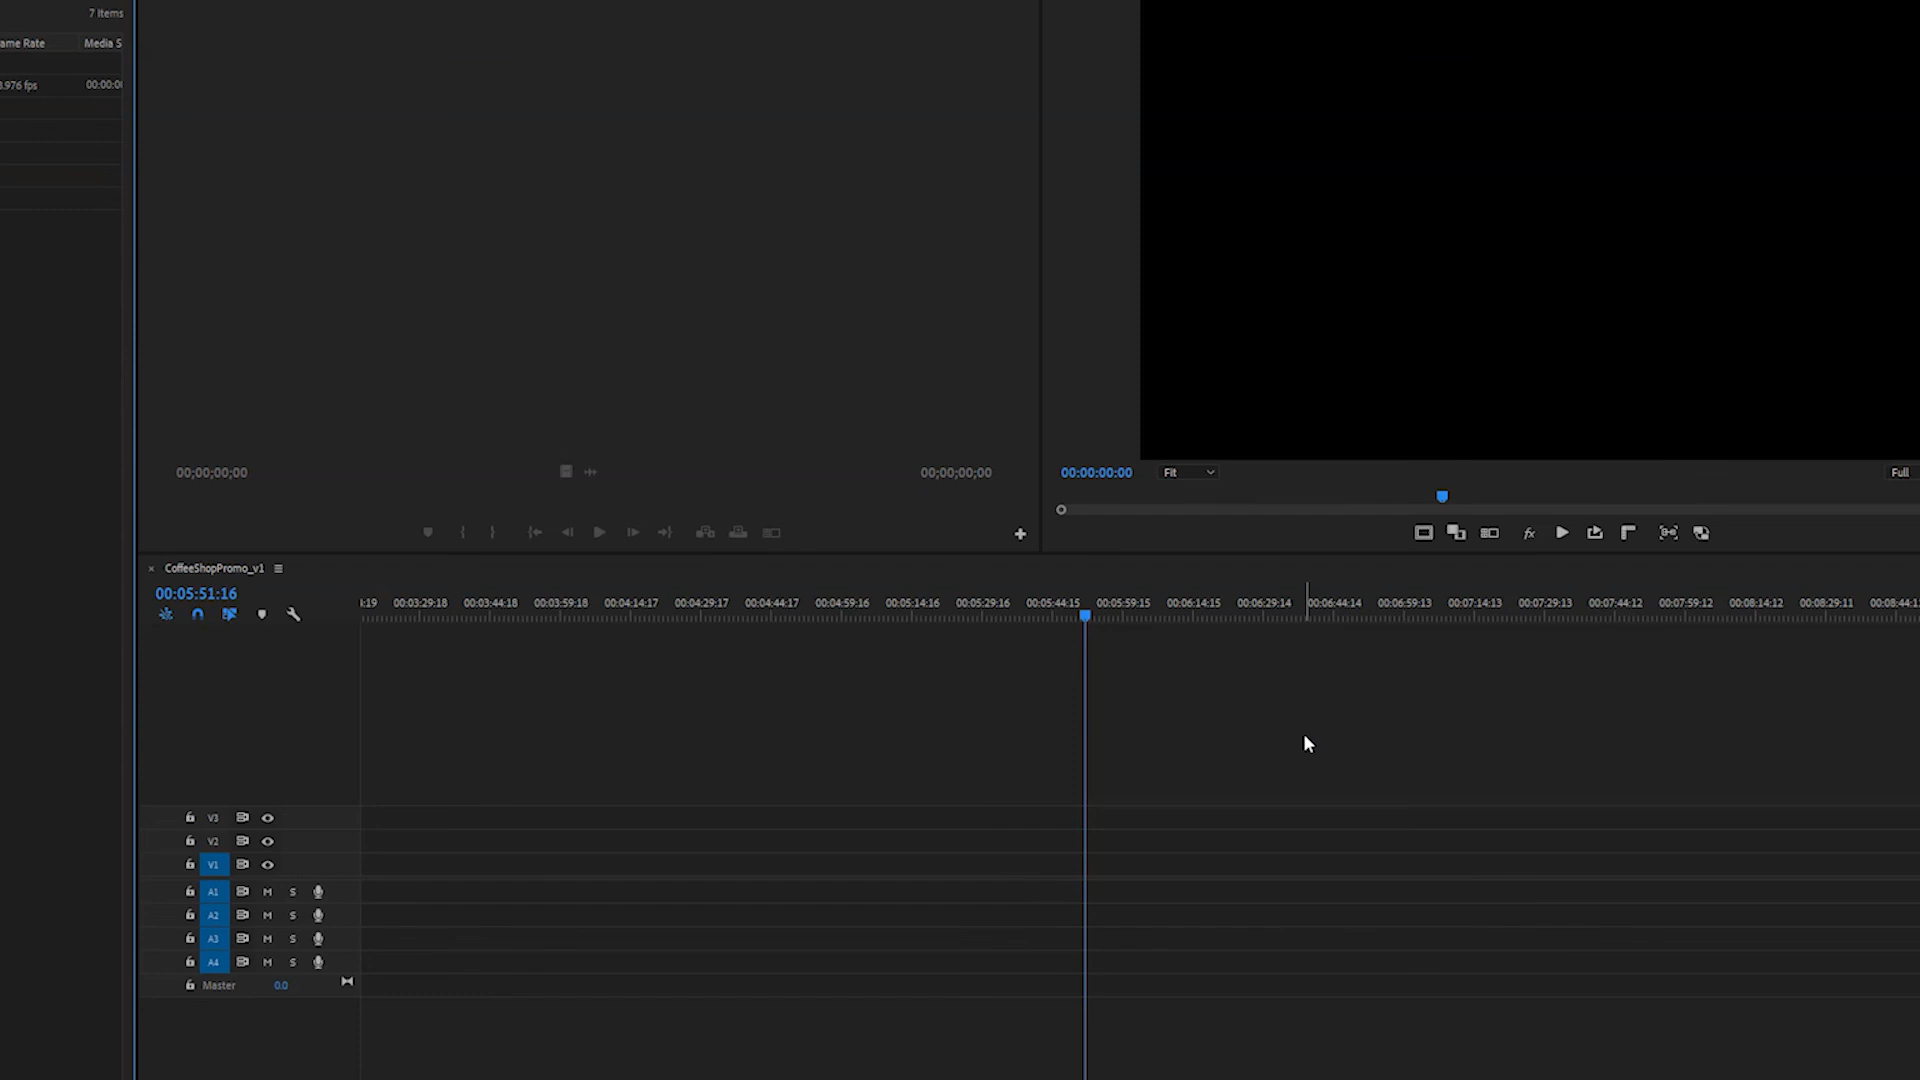 7 Items
ame Rate Media S
.976 fps 00:00:0
00;00;00;00 00;00;00;00 00:00:00:00 Fit Full
fx
× CoffeeShopPromo_v1
00:05:51:16
:19 00:03:29:18 00:03:44:18 00:03:59:18 00:04:14:17 00:04:29:17 00:04:44:17 00:04:59:16 00:05:14:16 00:05:29:16 00:05:44:15 00:05:59:15 00:06:14:15 00:06:29:14 00:06:44:14 00:06:59:13 00:07:14:13 00:07:29:13 00:07:44:12 00:07:59:12 00:08:14:12 00:08:29:11 00:08:44:1
V3
V2
V1
A1 M S
A2 M S
A3 M S
A4 M S
Master 0.0